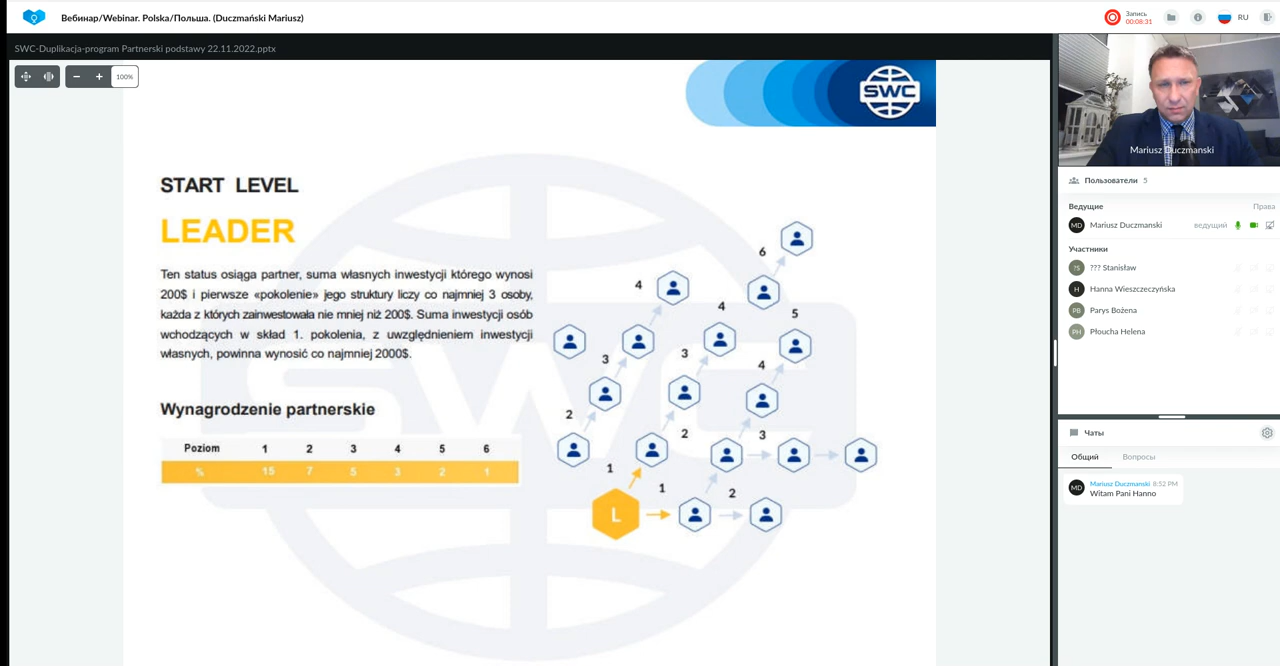 Вебинар/Webinar. Polska/Польша. (Duczmański Mariusz)
Запись
00:08:31
RU
SWC-Duplikacja-program Partnerski podstawy 22.11.2022.pptx
100%
SWC
START LEVEL
LEADER
Ten status osiąga partner, suma własnych inwestycji którego wynosi
200$ i pierwsze «pokolenie» jego struktury liczy co najmniej 3 osoby,
każda z których zainwestowała nie mniej niż 200$. Suma inwestycji osób
wchodzących w skład 1. pokolenia, z uwzględnieniem inwestycji
własnych, powinna wynosić co najmniej 2000$.
Wynagrodzenie partnerskie
Poziom 1 2 3 4 5 6
% 15 7 5 3 2 1
6
4
4
5
3
3
4
2
2
3
1
1
2
L
Mariusz Duczmanski
Пользователи 5
Ведущие Права
MD Mariusz Duczmanski ведущий
Участники
?S ??? Stanisław
H Hanna Wieszczeczyńska
PB Parys Bożena
PH Płoucha Helena
Чаты
Общий Вопросы
MD Mariusz Duczmanski 8:52 PM
Witam Pani Hanno